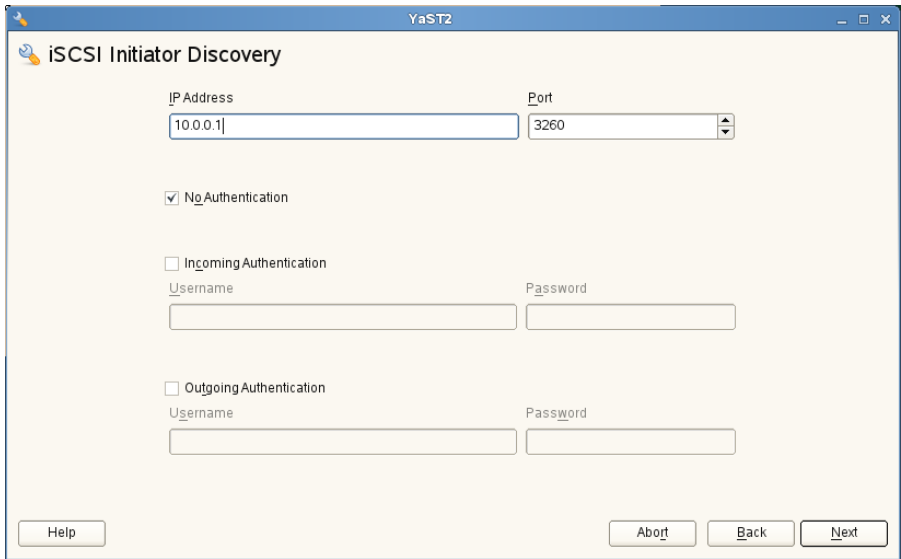 YaST2
iSCSI Initiator Discovery
IP Address Port
10.0.0.1 3260
No Authentication
Incoming Authentication
Username Password
Outgoing Authentication
Username Password
Help Abort Back Next